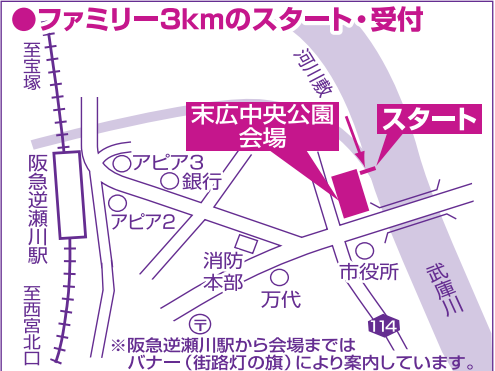 ●ファミリー3kmのスタート・受付
至宝塚
河川敷
末広中央公園
会場
スタート
アピア3
銀行
阪急逆瀬川駅
アピア2
消防
本部
市役所
万代
武庫川
至西宮北口
〒
114
※阪急逆瀬川駅から会場までは
バナー（街路灯の旗）により案内しています。